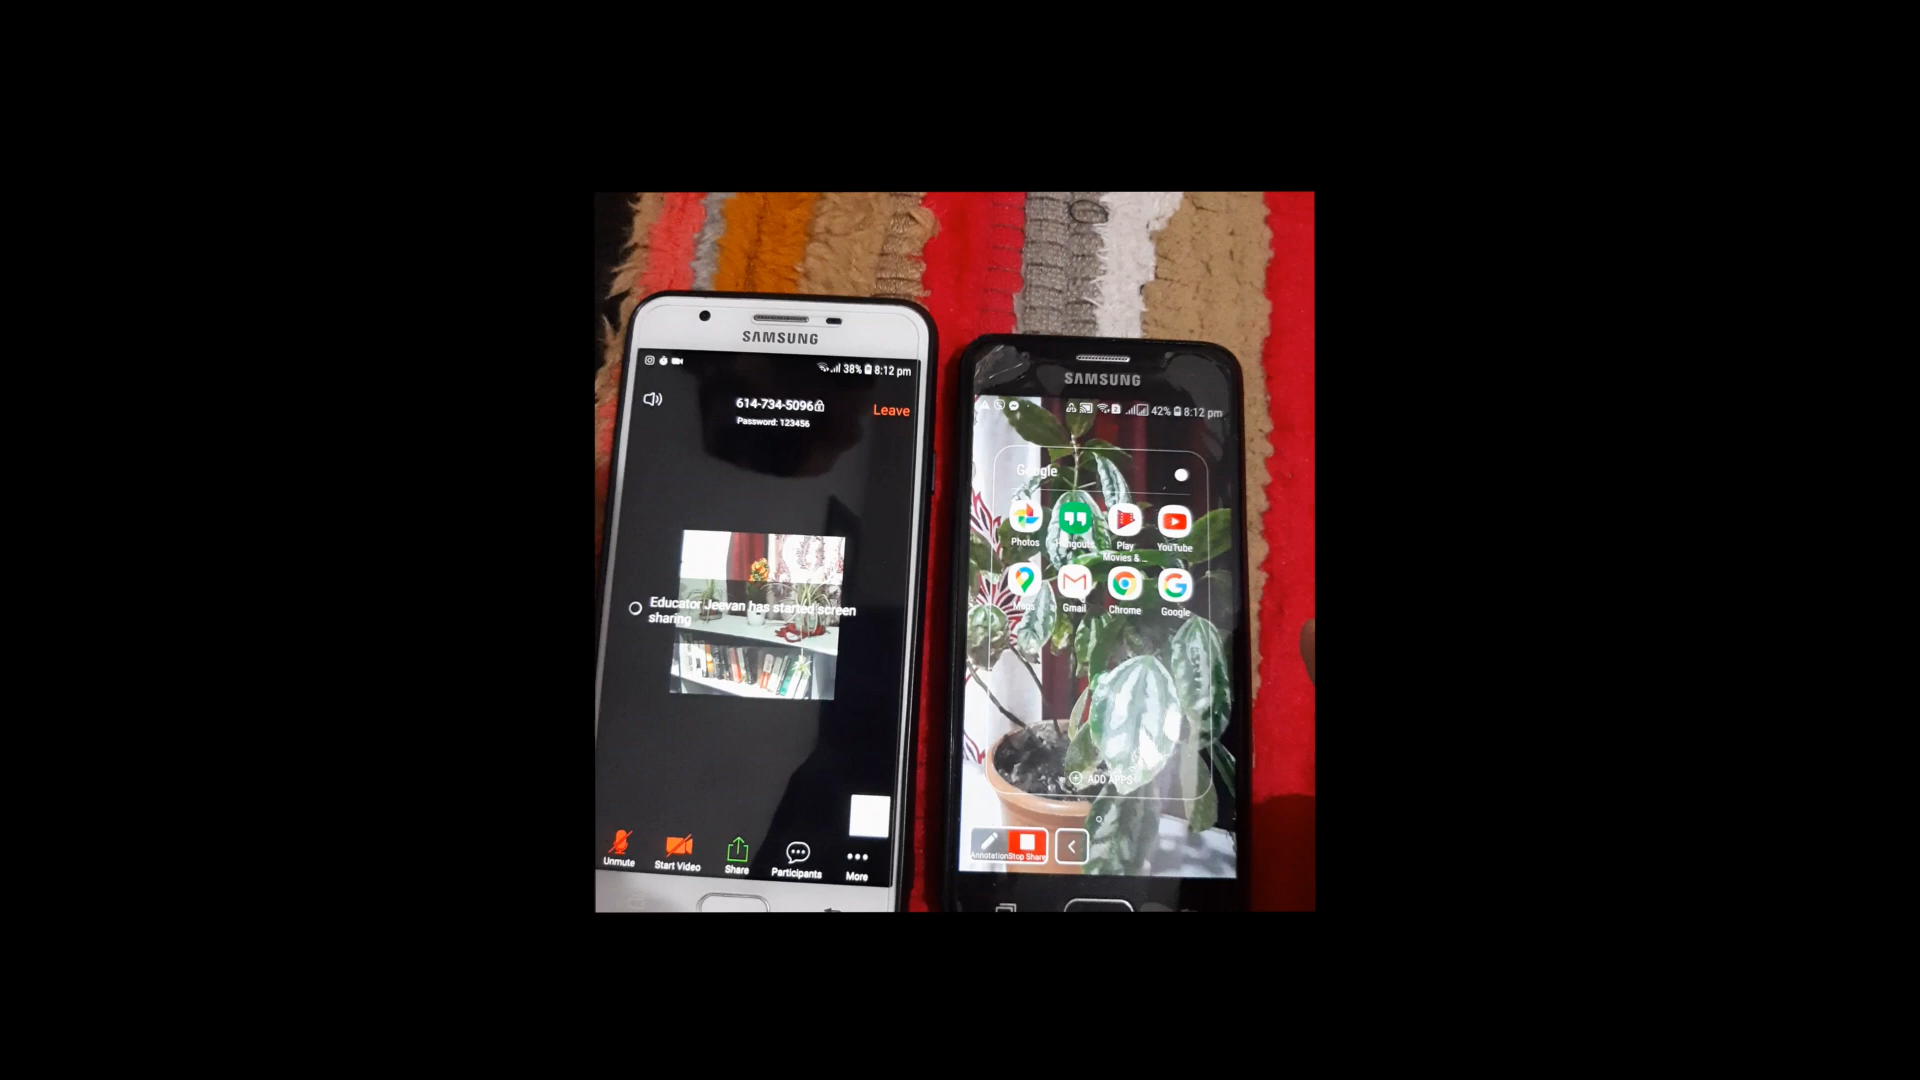 SAMSUNG
38% 8:12 pm
614-734-5096
Leave
Password: 123456
Educator Jeevan has started screen
sharing
Unmute
Start Video
Share
Participants
More
SAMSUNG
2
42% 8:12 pm
Google
Photos
Hangouts
Play
Movies & ...
YouTube
Maps
Gmail
Chrome
Google
ADD APPS
Annotation
Stop Share